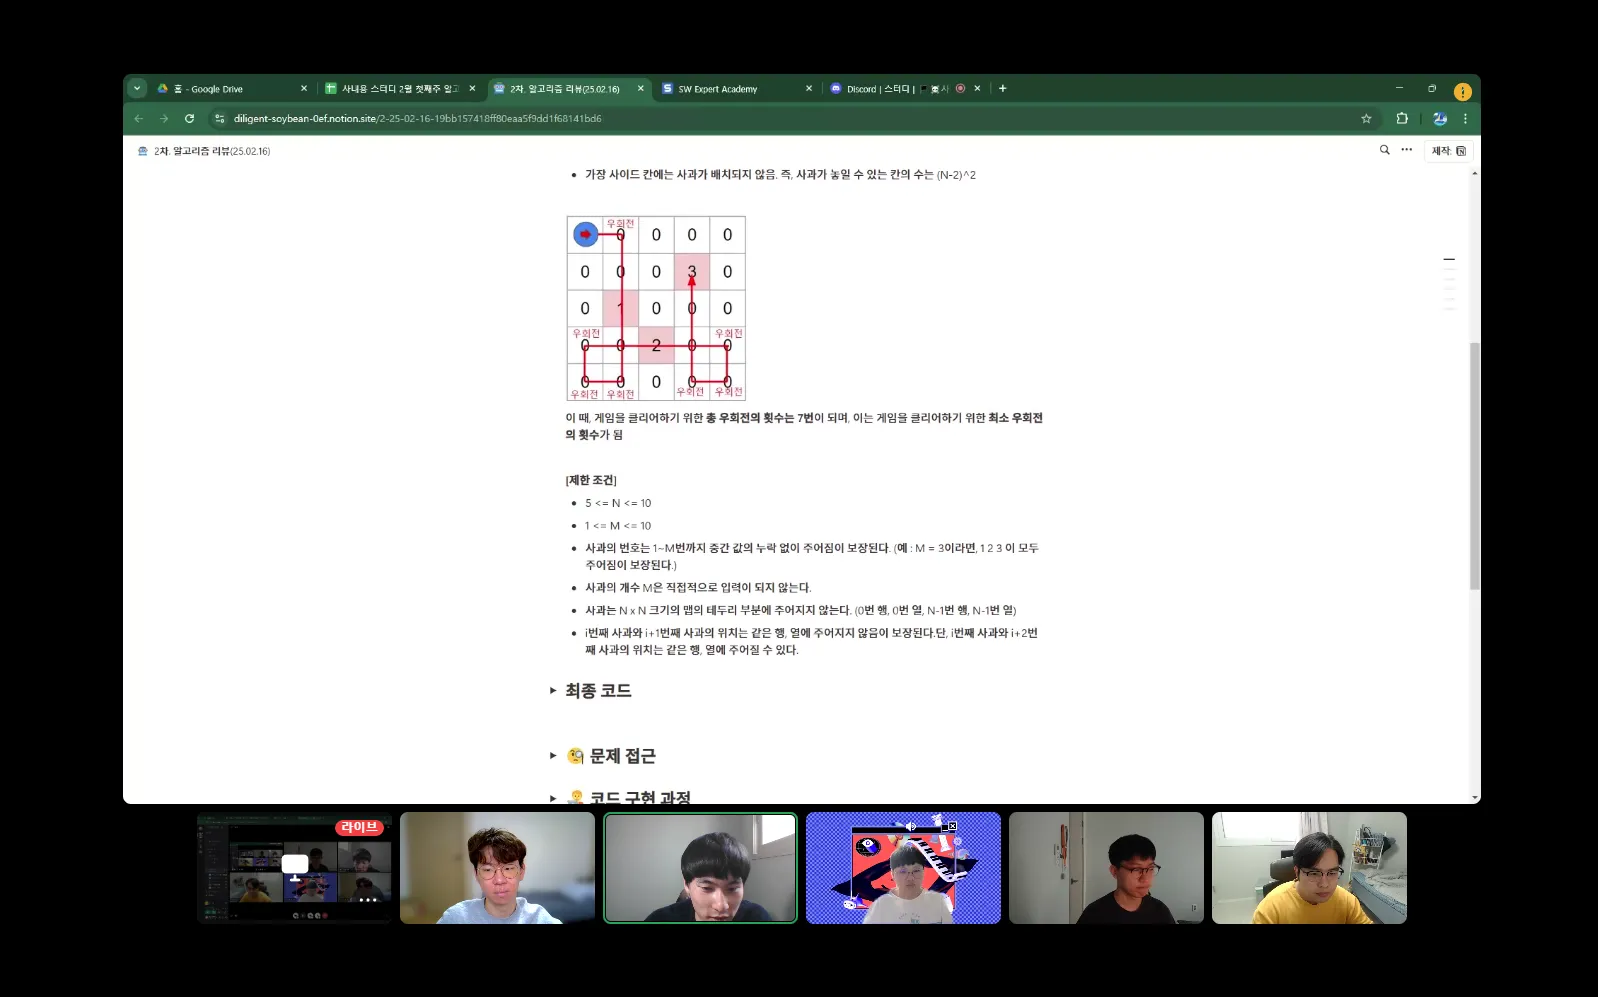 홈 - Google Drive
사내용 스터디 2월 첫째주 알고
2차. 알고리즘 리뷰(25.02.16)
SW Expert Academy
Discord | 스터디 |
diligent-soybean-0ef.notion.site/2-25-02-16-19bb157418ff80eaa5f9dd1f68141bd6
2차. 알고리즘 리뷰(25.02.16)
제작:
가장 사이드 칸에는 사과가 배치되지 않음. 즉, 사과가 놓일 수 있는 칸의 수는 (N-2)^2
우회전
0 0 0 0
0 0 0 3 0
0 1 0 0 0
우회전 우회전
0 0 2 0 0
0 0 0 0 0
우회전 우회전 우회전 우회전
이 때, 게임을 클리어하기 위한 총 우회전의 횟수는 7번이 되며, 이는 게임을 클리어하기 위한 최소 우회전
의 횟수가 됨
[제한 조건]
5 <= N <= 10
1 <= M <= 10
사과의 번호는 1~M번까지 중간 값의 누락 없이 주어짐이 보장된다. (예 : M = 3이라면, 1 2 3 이 모두
주어짐이 보장된다.)
사과의 개수 M은 직접적으로 입력이 되지 않는다.
사과는 N x N 크기의 맵의 테두리 부분에 주어지지 않는다. (0번 행, 0번 열, N-1번 행, N-1번 열)
i번째 사과와 i+1번째 사과의 위치는 같은 행, 열에 주어지지 않음이 보장된다.단, i번째 사과와 i+2번
째 사과의 위치는 같은 행, 열에 주어질 수 있다.
최종 코드
문제 접근
코드 구현 과정
라이브